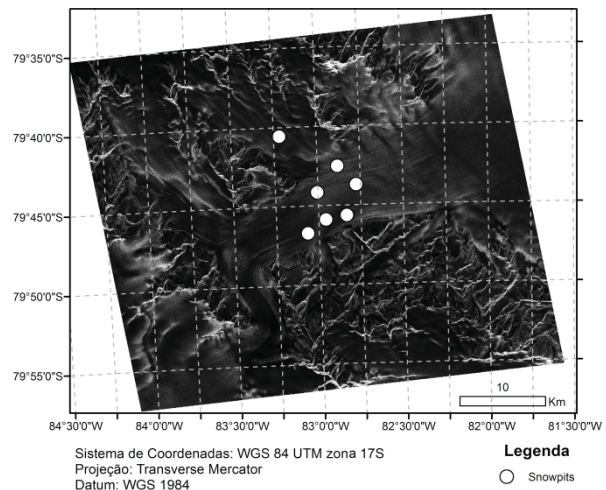 79°35'0"S
79°40'0"S
79°45'0"S
79°50'0"S
79°55'0"S
10
Km
84°30'0"W 84°0'0"W 83°30'0"W 83°0'0"W 82°30'0"W 82°0'0"W 81°30'0"W
Sistema de Coordenadas: WGS 84 UTM zona 17S
Projeção: Transverse Mercator
Datum: WGS 1984
Legenda
Snowpits